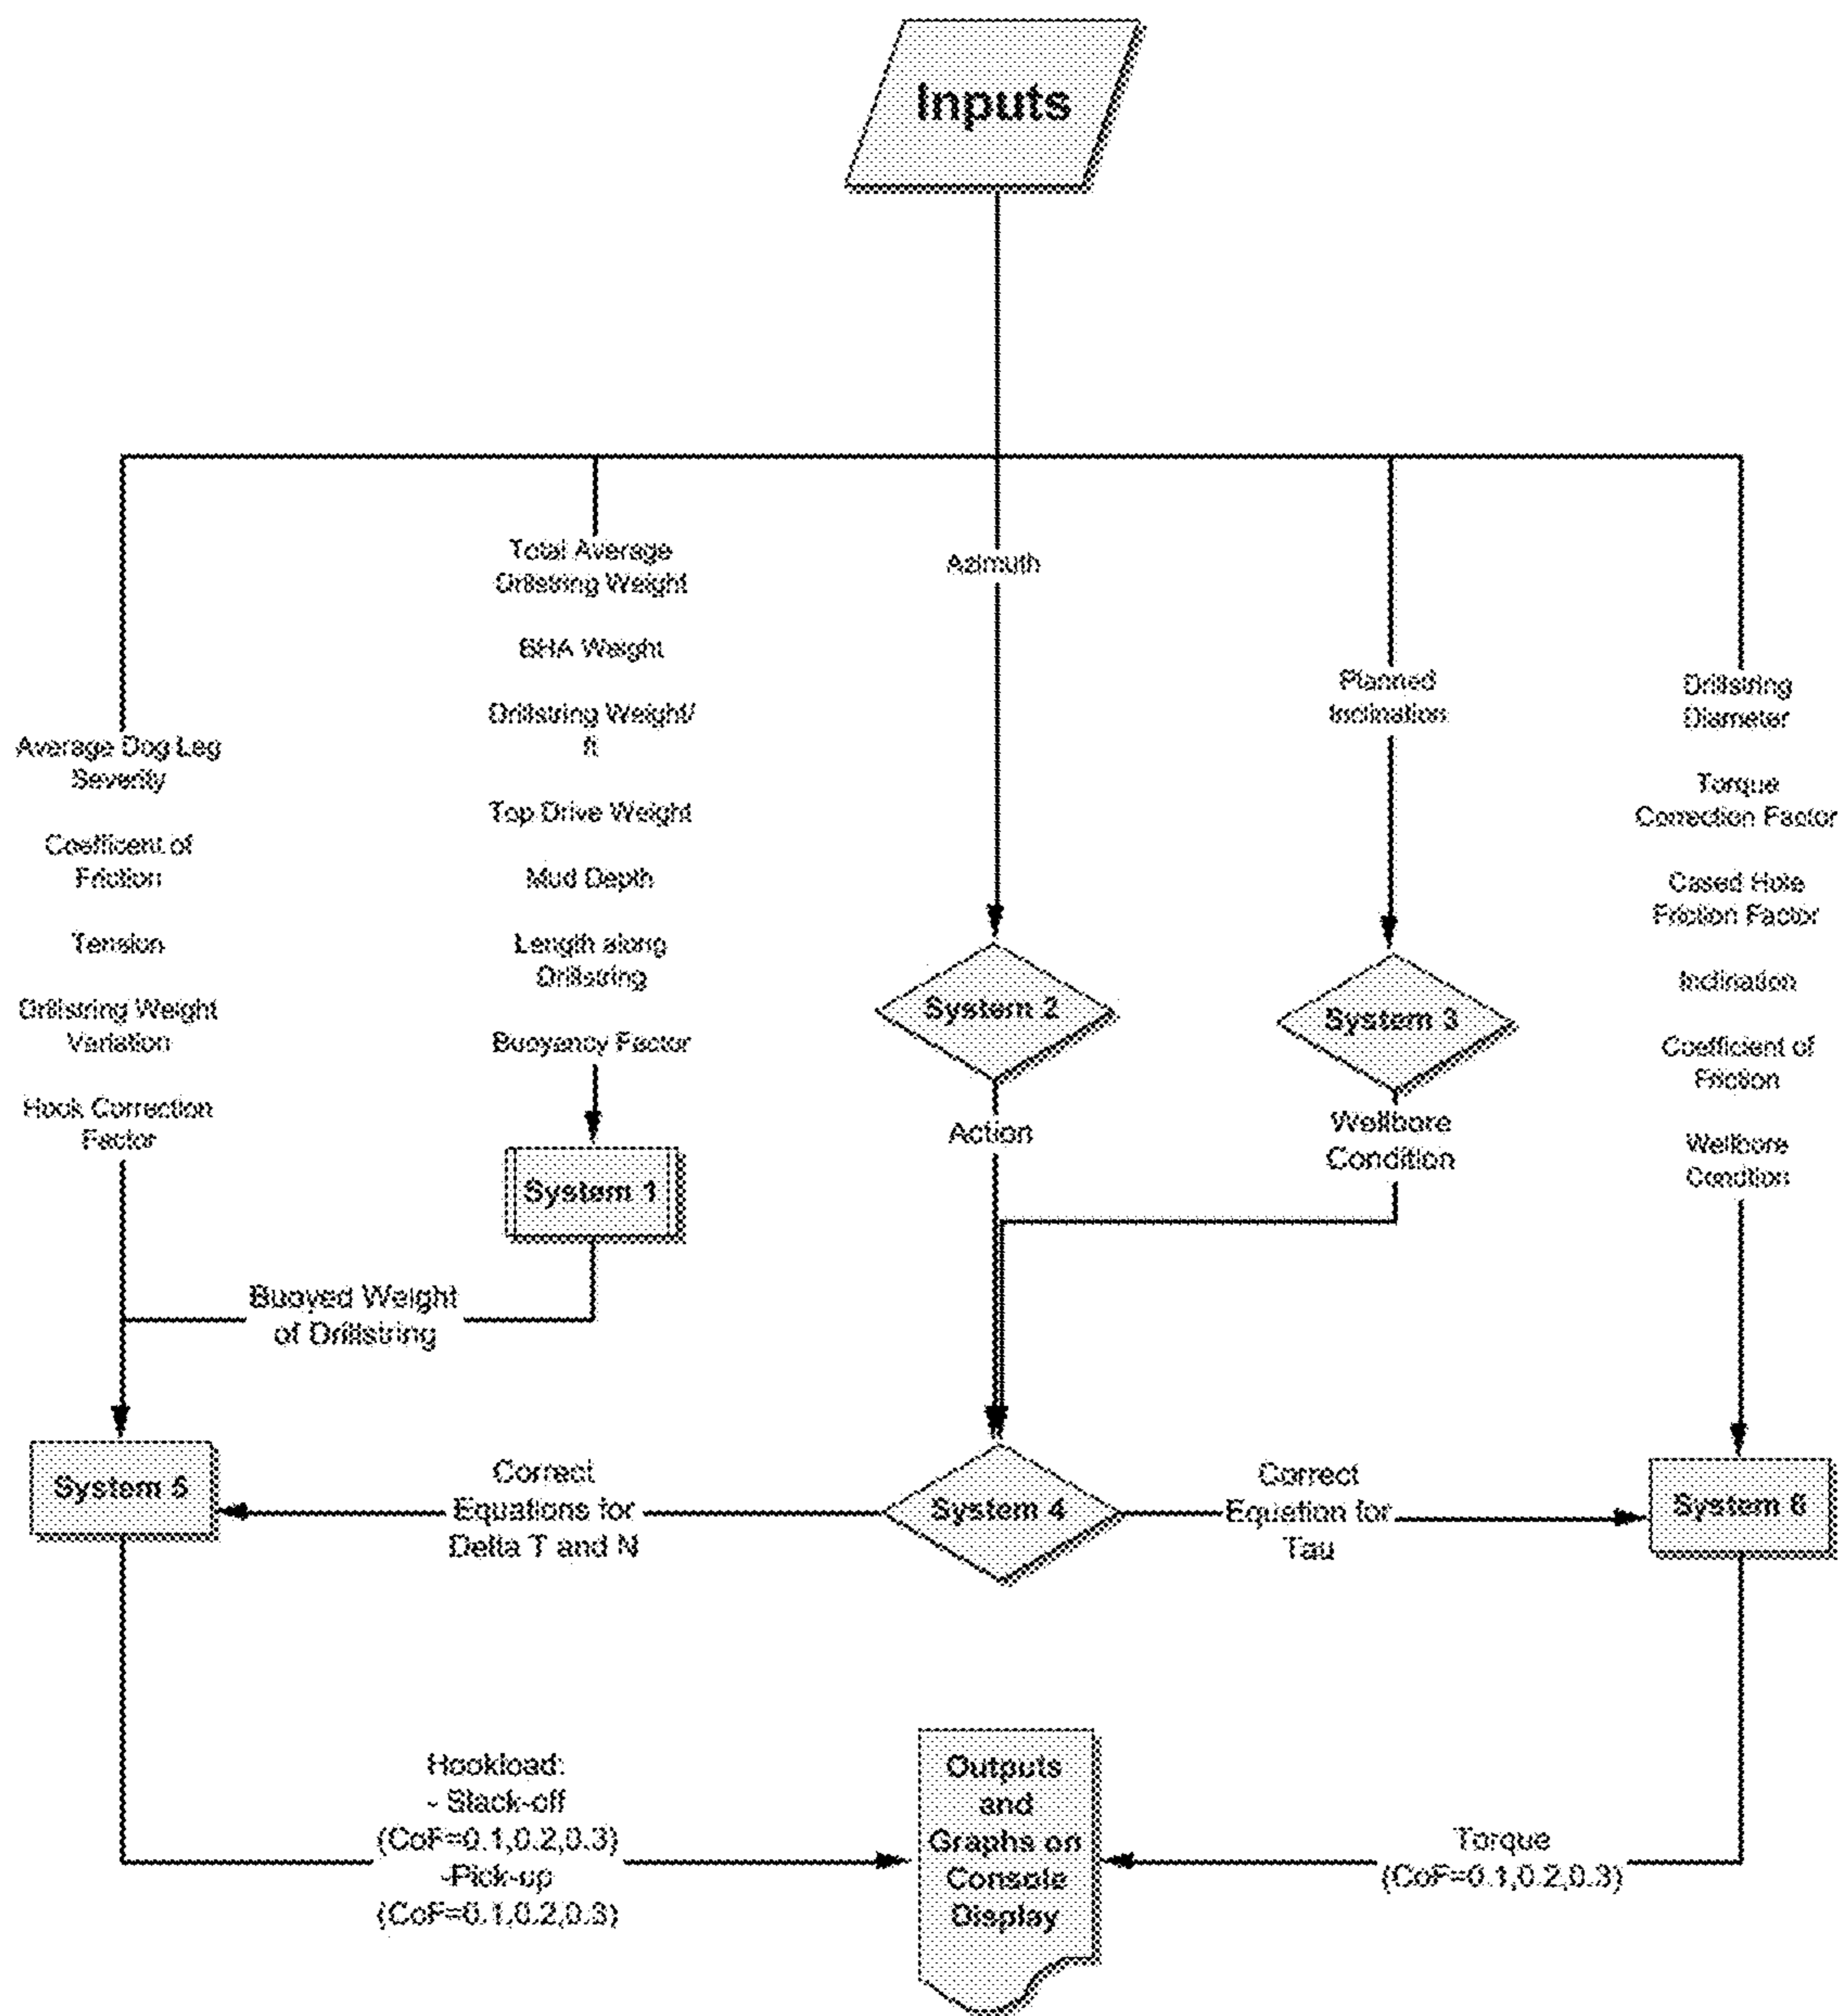 Inputs
Total Average
Drillstring Weight
BHA Weight
Drillstring Weight/
ft
Top Drive Weight
Mud Depth
Length along
Drillstring
Buoyancy Factor
Azimuth
Planned
Inclination
Drillstring
Diameter
Torque
Correction Factor
Cased Hole
Friction Factor
Inclination
Coefficient of
Friction
Wellbore
Condtion
Average Dog Leg
Severity
Coefficent of
Friction
Tension
Drillstring Weight
Variation
Hook Correction
Factor
System 2
System 3
Action
Wellbore
Condition
System 1
Buoyed Weight
of Drillstring
System 5
Correct
Equations for
Delta T and N
System 4
Correct
Equation for
Tau
System 6
Hookload:
- Slack-off
(CoF=0.1,0.2,0.3)
-Pick-up
(CoF=0.1,0.2,0.3)
Outputs
and
Graphs on
Console
Display
Torque
(CoF=0.1,0.2,0.3)